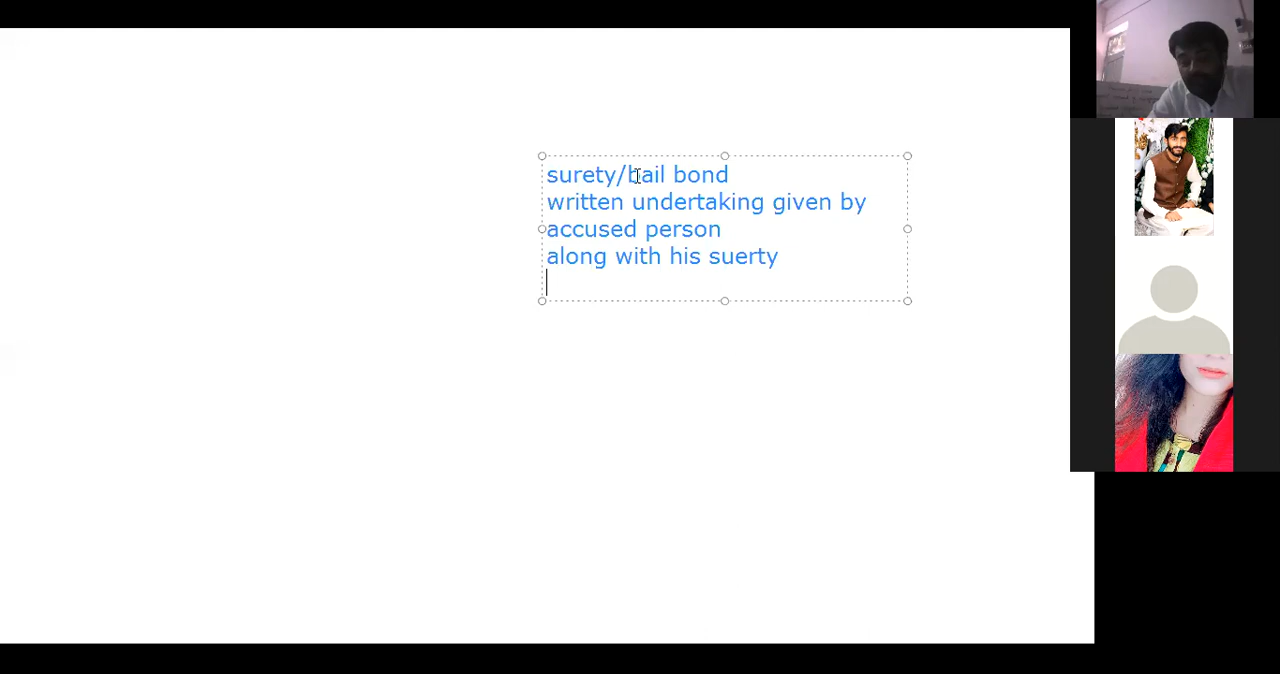 surety/bail bond
written undertaking given by
accused person
along with his suerty